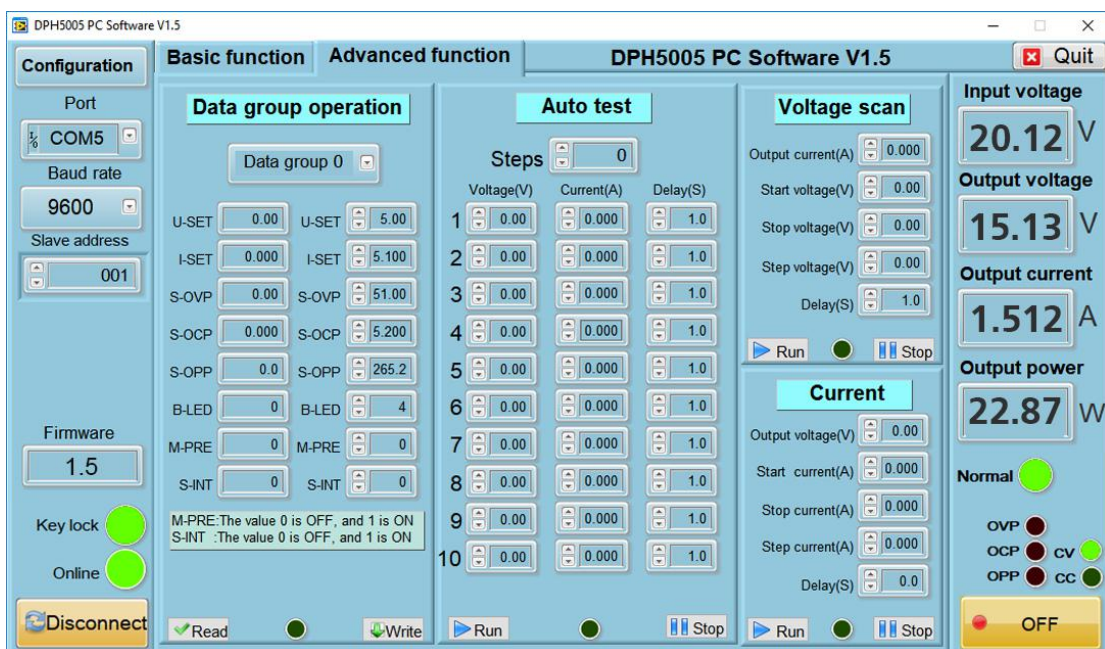 DPH5005 PC Software V1.5
Configuration
Port
COM5
Baud rate
9600
Slave address
001
Firmware
1.5
Key lock
Online
Disconnect
Basic function Advanced function DPH5005 PC Software V1.5 Quit
Data group operation
Data group 0
U-SET 0.00 U-SET 5.00
I-SET 0.000 I-SET 5.100
S-OVP 0.00 S-OVP 51.00
S-OCP 0.000 S-OCP 5.200
S-OPP 0.0 S-OPP 265.2
B-LED 0 B-LED 4
M-PRE 0 M-PRE 0
S-INT 0 S-INT 0
M-PRE:The value 0 is OFF, and 1 is ON
S-INT :The value 0 is OFF, and 1 is ON
Read Write
Auto test
Steps 0
Voltage(V) Current(A) Delay(S)
1 0.00 0.000 1.0
2 0.00 0.000 1.0
3 0.00 0.000 1.0
4 0.00 0.000 1.0
5 0.00 0.000 1.0
6 0.00 0.000 1.0
7 0.00 0.000 1.0
8 0.00 0.000 1.0
9 0.00 0.000 1.0
10 0.00 0.000 1.0
Run Stop
Voltage scan
Output current(A) 0.000
Start voltage(V) 0.00
Stop voltage(V) 0.00
Step voltage(V) 0.00
Delay(S) 1.0
Run Stop
Current
Output voltage(V) 0.00
Start current(A) 0.000
Stop current(A) 0.000
Step current(A) 0.000
Delay(S) 0.0
Run Stop
Input voltage
20.12 V
Output voltage
15.13 V
Output current
1.512 A
Output power
22.87 W
Normal
OVP
OCP CV
OPP CC
OFF